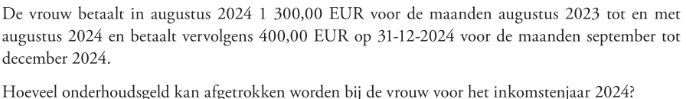 De vrouw betaalt in augustus 2024 1 300,00 EUR voor de maanden augustus 2023 tot en met
augustus 2024 en betaalt vervolgens 400,00 EUR op 31-12-2024 voor de maanden september tot
december 2024.
Hoeveel onderhoudsgeld kan afgetrokken worden bij de vrouw voor het inkomstenjaar 2024?